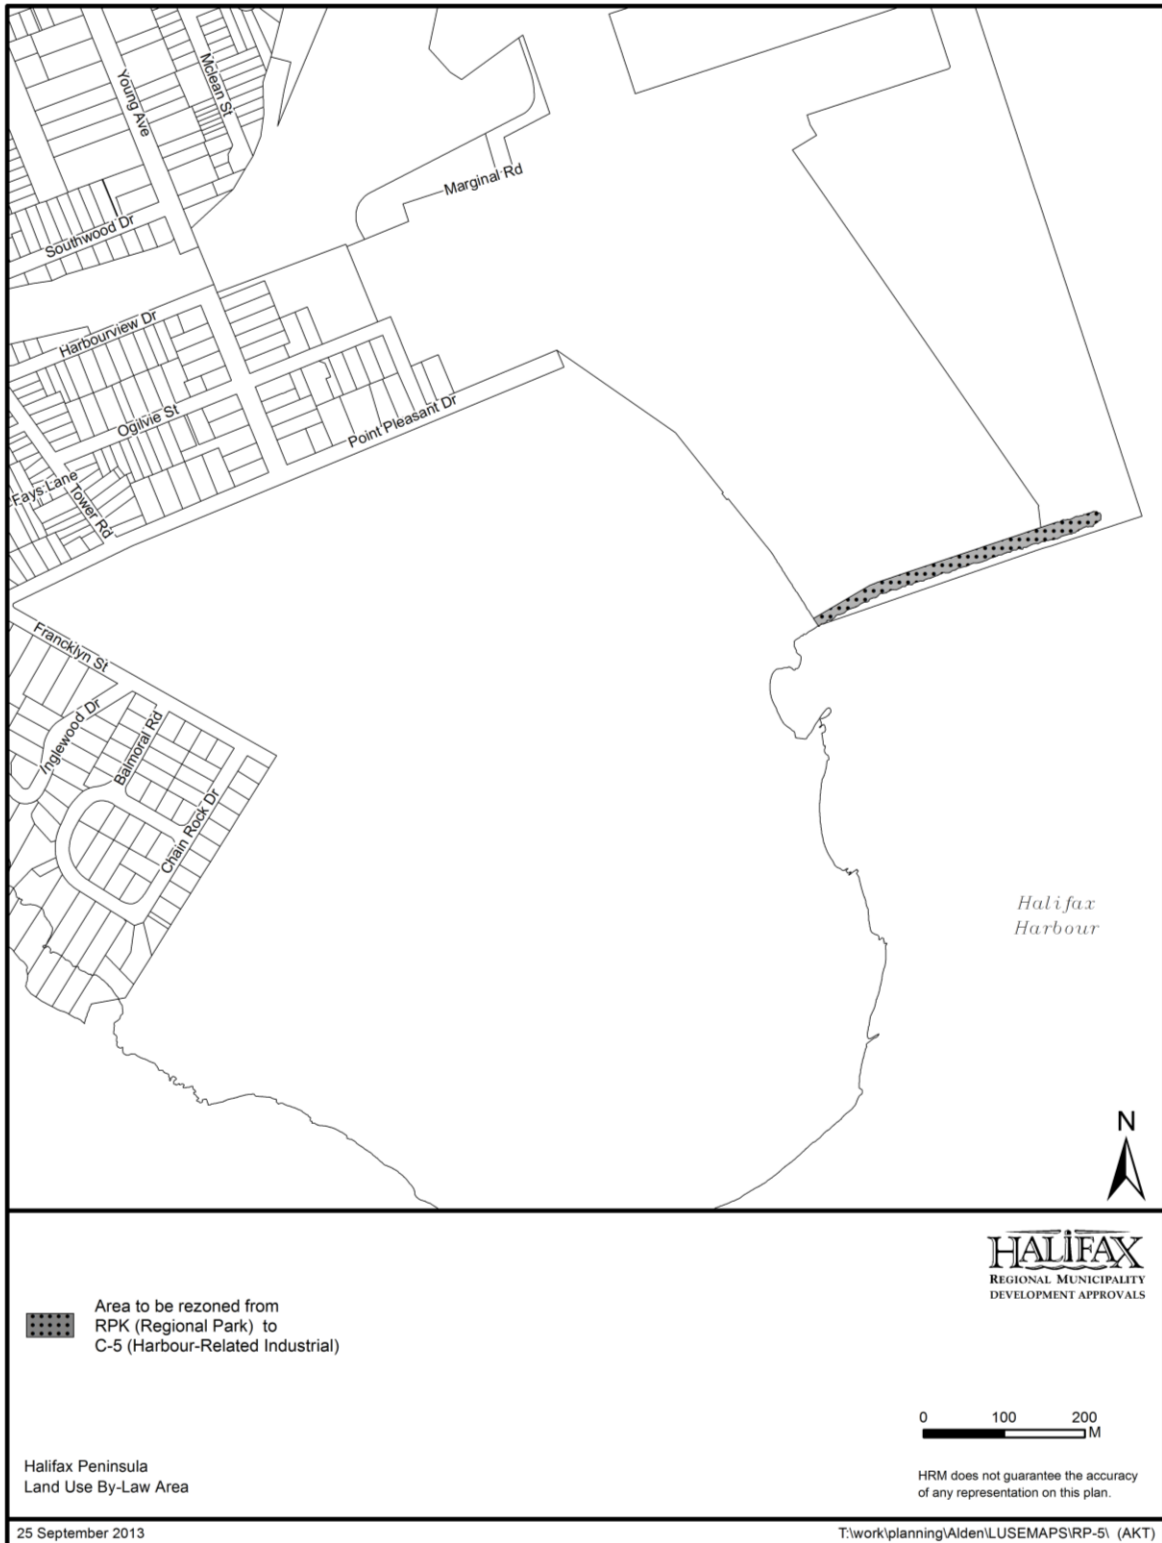 Mclean St
Young Ave
Marginal Rd
Southwood Dr
Harbourview Dr
Ogilvie St
Point Pleasant Dr
Fays Lane
Tower Rd
Francklyn St
Inglewood Dr
Balmoral Rd
Chain Rock Dr
Halifax
Harbour
N
HALIFAX
REGIONAL MUNICIPALITY
DEVELOPMENT APPROVALS
Area to be rezoned from
RPK (Regional Park) to
C-5 (Harbour-Related Industrial)
0 100 200
M
Halifax Peninsula
Land Use By-Law Area
HRM does not guarantee the accuracy
of any representation on this plan.
25 September 2013
T:\work\planning\Alden\LUSEMAPS\RP-5\ (AKT)